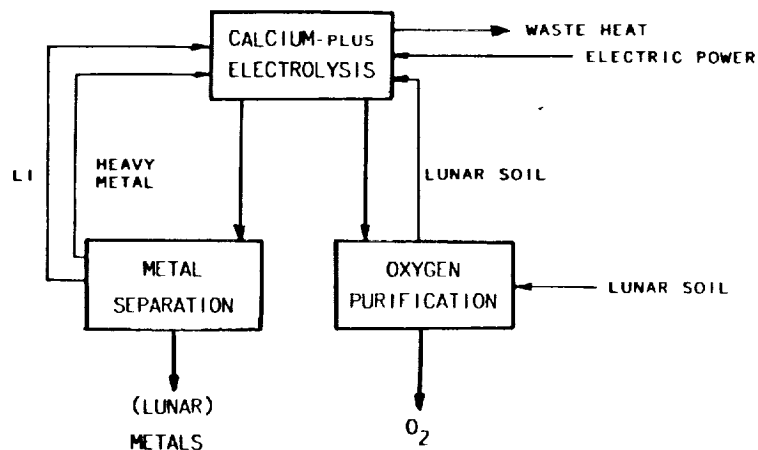 CALCIUM-PLUS
ELECTROLYSIS
WASTE HEAT
ELECTRIC POWER
LI
HEAVY
METAL
LUNAR SOIL
METAL
SEPARATION
OXYGEN
PURIFICATION
LUNAR SOIL
(LUNAR)
METALS
O2